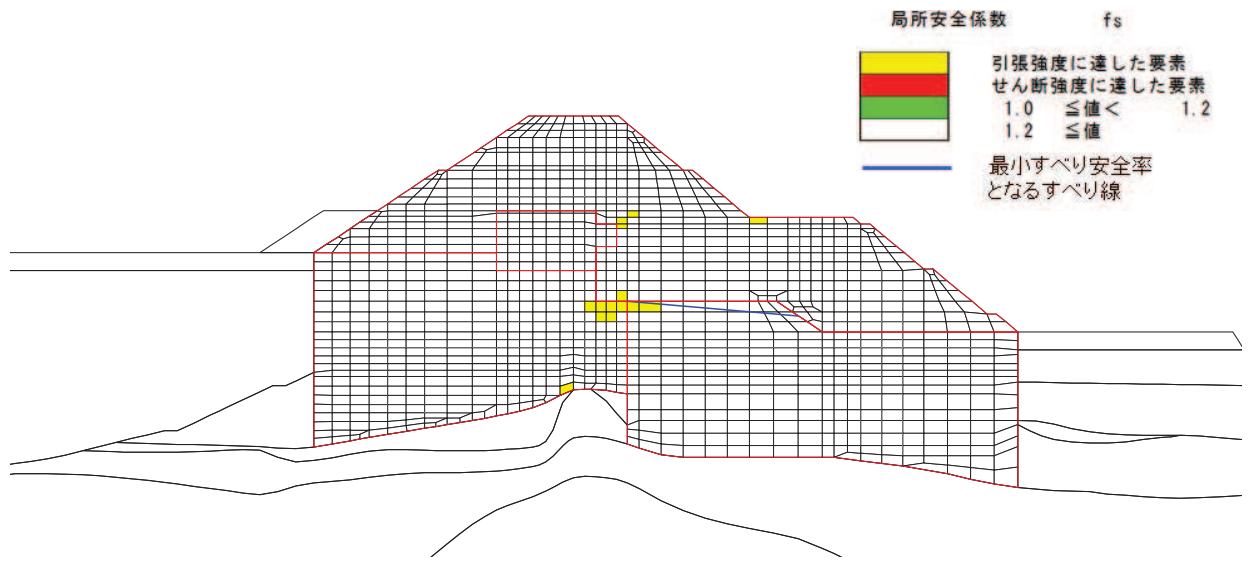 局所安全係数 fs
引張強度に達した要素
せん断強度に達した要素
1.0 ≦値< 1.2
1.2 ≦値
最小すべり安全率
となるすべり線